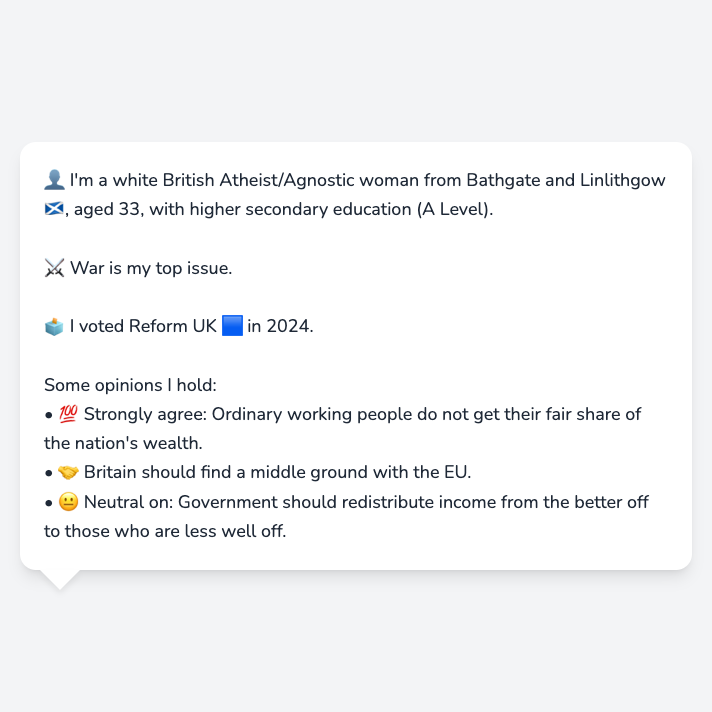 👤 I'm a white British Atheist/Agnostic woman from Bathgate and Linlithgow
🏴󠁧󠁢󠁳󠁣󠁴󠁿, aged 33, with higher secondary education (A Level).
⚔️ War is my top issue.
🗳️ I voted Reform UK 🟦 in 2024.
Some opinions I hold:
• 💯 Strongly agree: Ordinary working people do not get their fair share of
the nation's wealth.
• 🤝 Britain should find a middle ground with the EU.
• 😐 Neutral on: Government should redistribute income from the better off
to those who are less well off.